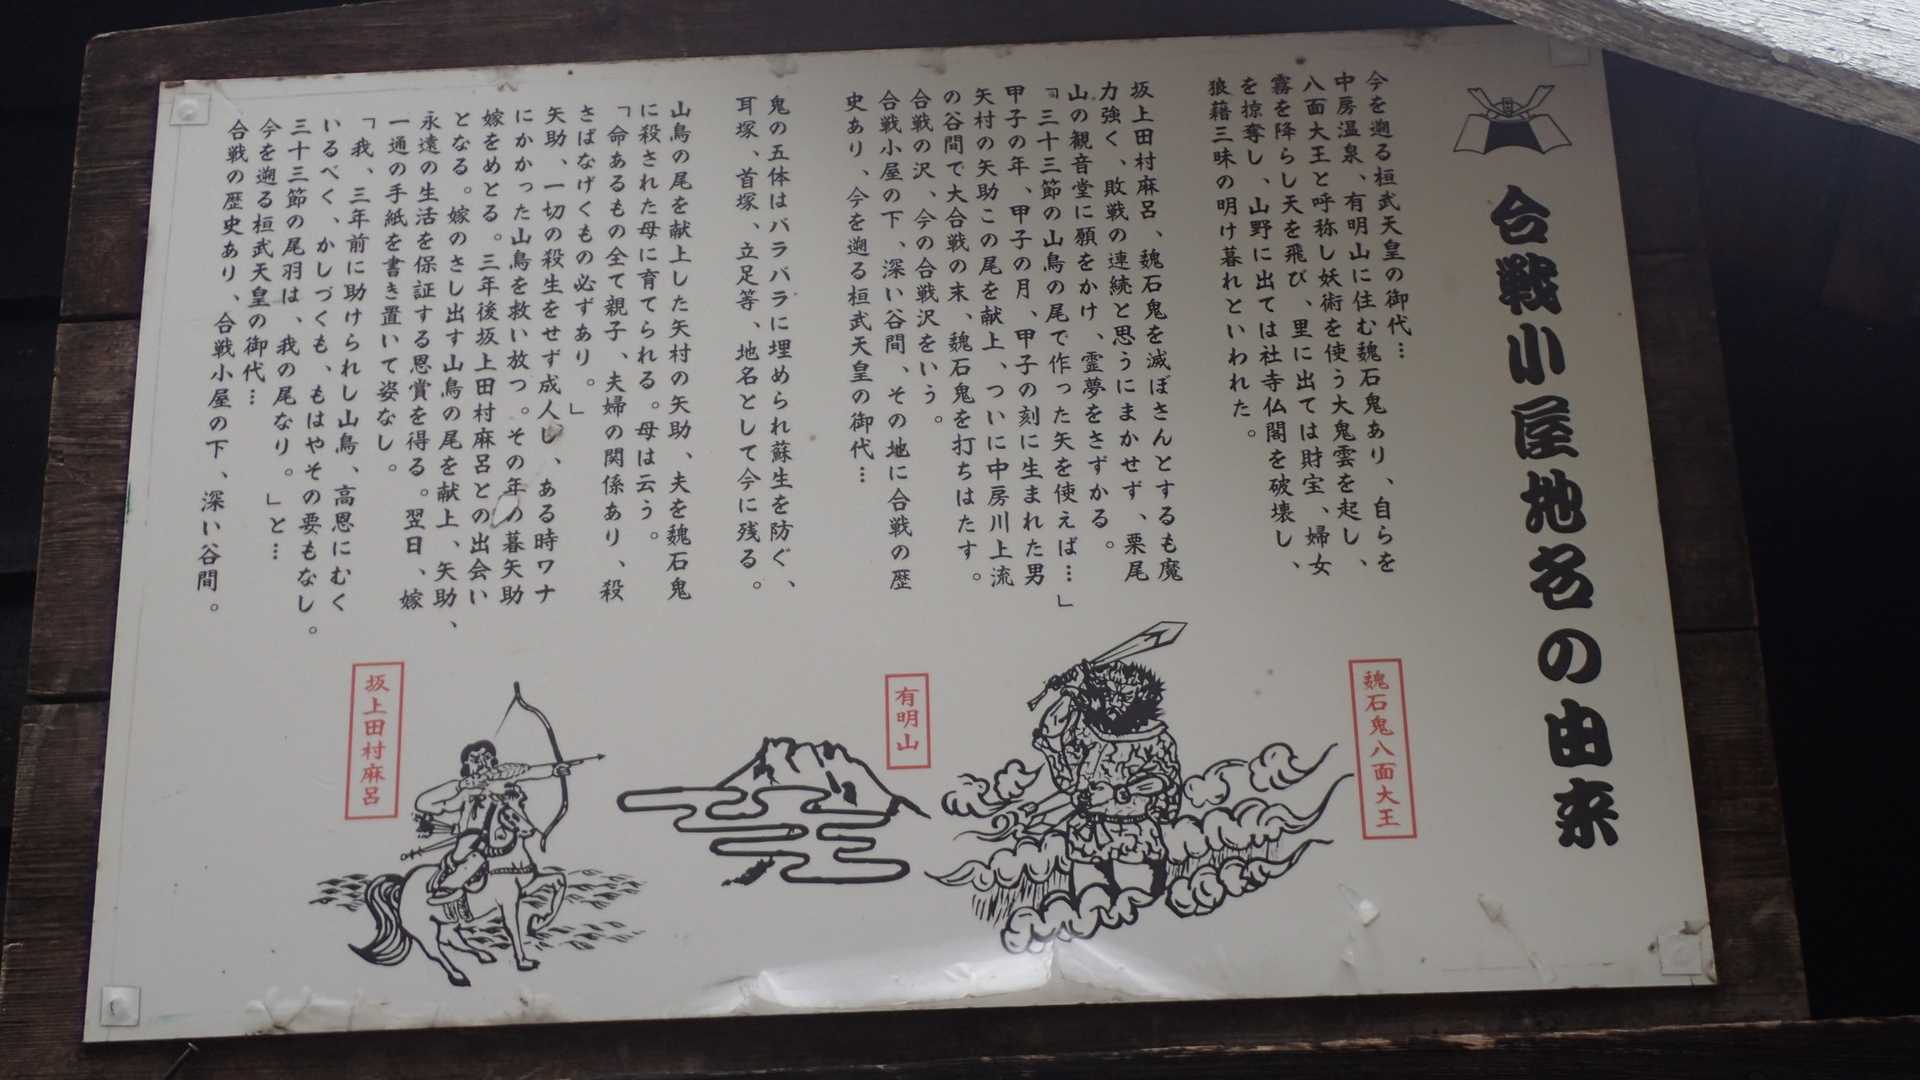 合戦小屋地名の由来
今を遡る桓武天皇の御代…
中房温泉、有明山に住む魏石鬼あり、自らを
八面大王と呼称し妖術を使う大鬼雲を起し、
霧を降らし天を飛び、里に出ては財宝、婦女
を掠奪し、山野に出ては社寺仏閣を破壊し、
狼藉三昧の明け暮れといわれた。
坂上田村麻呂、魏石鬼を滅ぼさんとするも魔
力強く、敗戦の連続と思うにまかせず、栗尾
山の観音堂に願をかけ、霊夢をさずかる。
「三十三節の山鳥の尾で作った矢を使えば…」
甲子の年、甲子の月、甲子の刻に生まれた男
矢村の矢助この尾を献上、ついに中房川上流
の谷間で大合戦の末、魏石鬼を打ちはたす。
合戦の沢、今の合戦沢をいう。
合戦小屋の下、深い谷間、その地に合戦の歴
史あり、今を遡る桓武天皇の御代…
鬼の五体はバラバラに埋められ蘇生を防ぐ、
耳塚、首塚、立足等、地名として今に残る。
山鳥の尾を献上した矢村の矢助、夫を魏石鬼
に殺された母に育てられる。母は云う。
「命あるもの全て親子、夫婦の関係あり、殺
さばなげくもの必ずあり。」
矢助、一切の殺生をせず成人し、ある時ワナ
にかかった山鳥を救い放つ。その年の暮矢助
嫁をめとる。三年後坂上田村麻呂との出会い
となる。嫁のさし出す山鳥の尾を献上、矢助、
永遠の生活を保証する恩賞を得る。翌日、嫁
一通の手紙を書き置いて姿なし。
「我、三年前に助けられし山鳥、高恩にむく
いるべく、かしづくも、もはやその要もなし。
三十三節の尾羽は、我の尾なり。」と…
今を遡る桓武天皇の御代…
合戦の歴史あり、合戦小屋の下、深い谷間。
魏石鬼八面大王
有明山
坂上田村麻呂